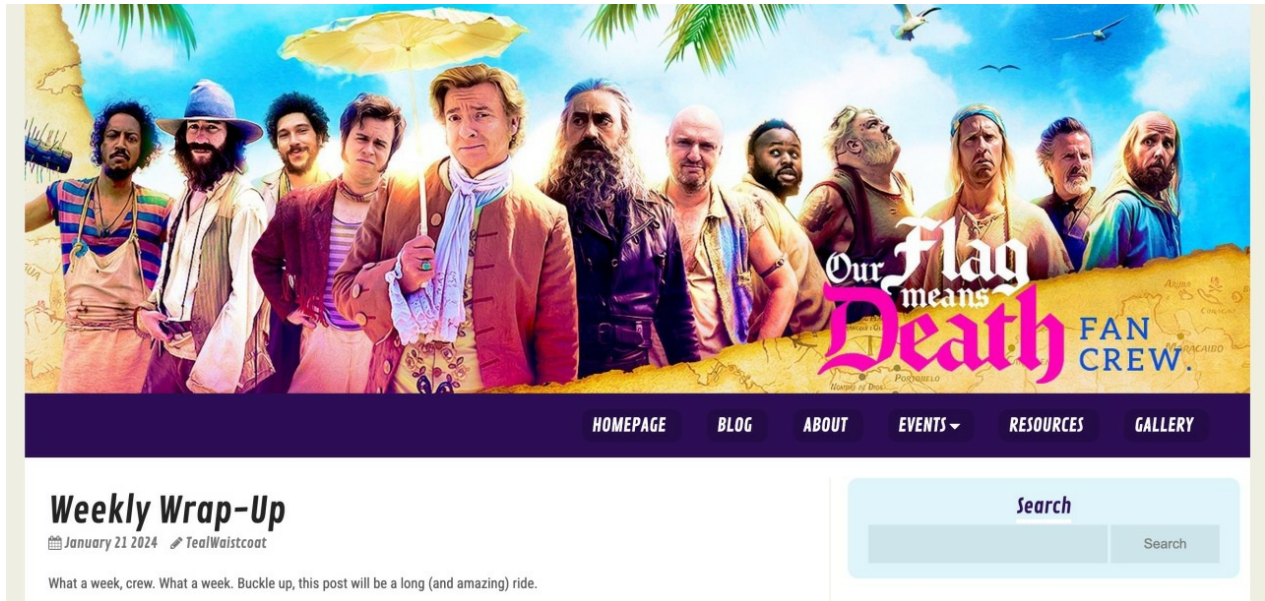 Our Flag
means
Death FAN
CREW.
HOMEPAGE BLOG ABOUT EVENTS RESOURCES GALLERY
Weekly Wrap-Up
January 21 2024 TealWaistcoat
What a week, crew. What a week. Buckle up, this post will be a long (and amazing) ride.
Search
Search